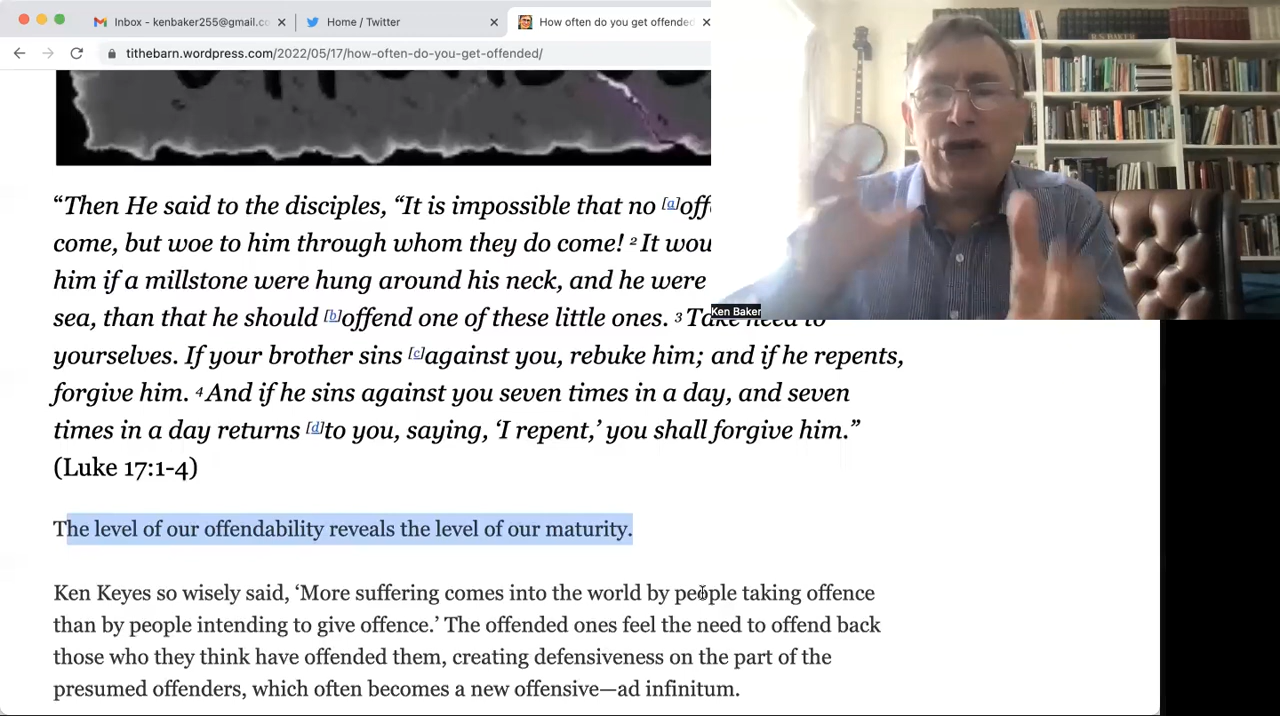 Inbox - kenbaker255@gmail.co
Home / Twitter
How often do you get offended
tithebarn.wordpress.com/2022/05/17/how-often-do-you-get-offended/
Ken Baker
“Then He said to the disciples, “It is impossible that no [a]off
come, but woe to him through whom they do come! 2 It wou
him if a millstone were hung around his neck, and he were
sea, than that he should [b]offend one of these little ones. 3 Take heed to
yourselves. If your brother sins [c]against you, rebuke him; and if he repents,
forgive him. 4 And if he sins against you seven times in a day, and seven
times in a day returns [d]to you, saying, ‘I repent,’ you shall forgive him.”
(Luke 17:1-4)
The level of our offendability reveals the level of our maturity.
Ken Keyes so wisely said, ‘More suffering comes into the world by people taking offence
than by people intending to give offence.’ The offended ones feel the need to offend back
those who they think have offended them, creating defensiveness on the part of the
presumed offenders, which often becomes a new offensive—ad infinitum.